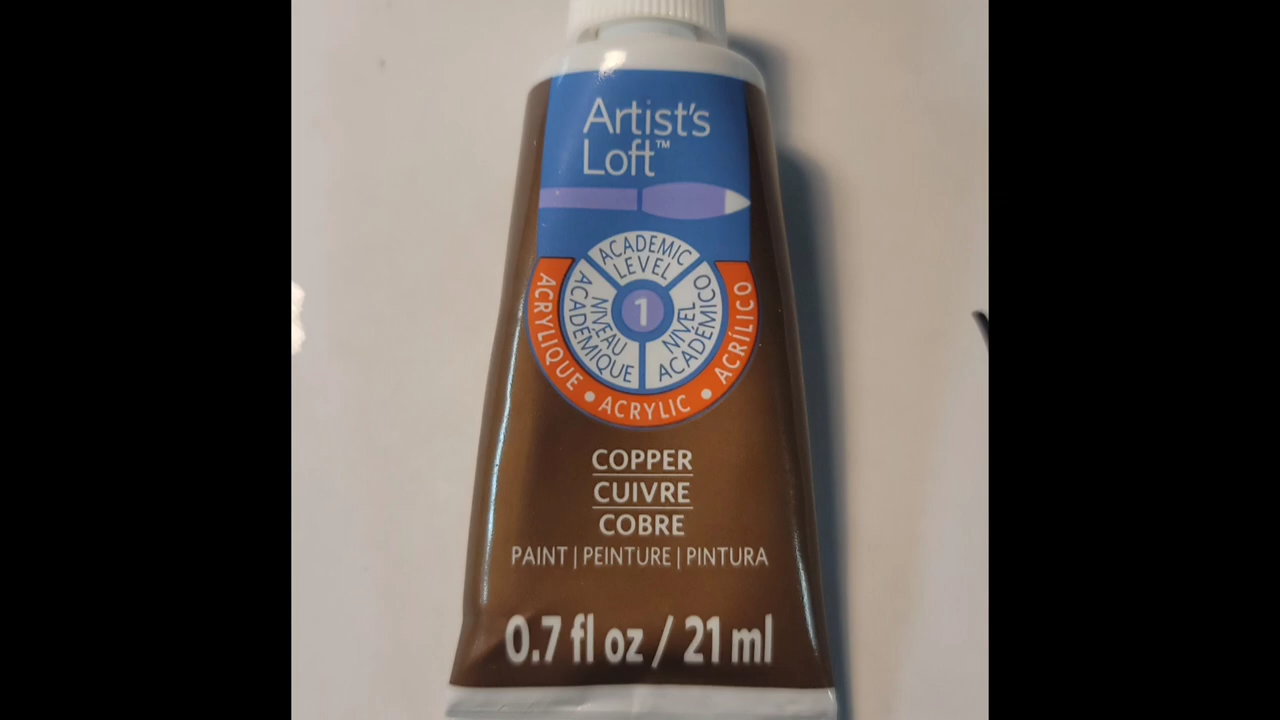 Artist's
Loft™
ACADEMIC
LEVEL
NIVEAU
ACADÉMIQUE
NIVEL
ACADÉMICO
1
ACRYLIQUE • ACRYLIC • ACRÍLICO
COPPER
CUIVRE
COBRE
PAINT | PEINTURE | PINTURA
0.7 fl oz / 21 ml